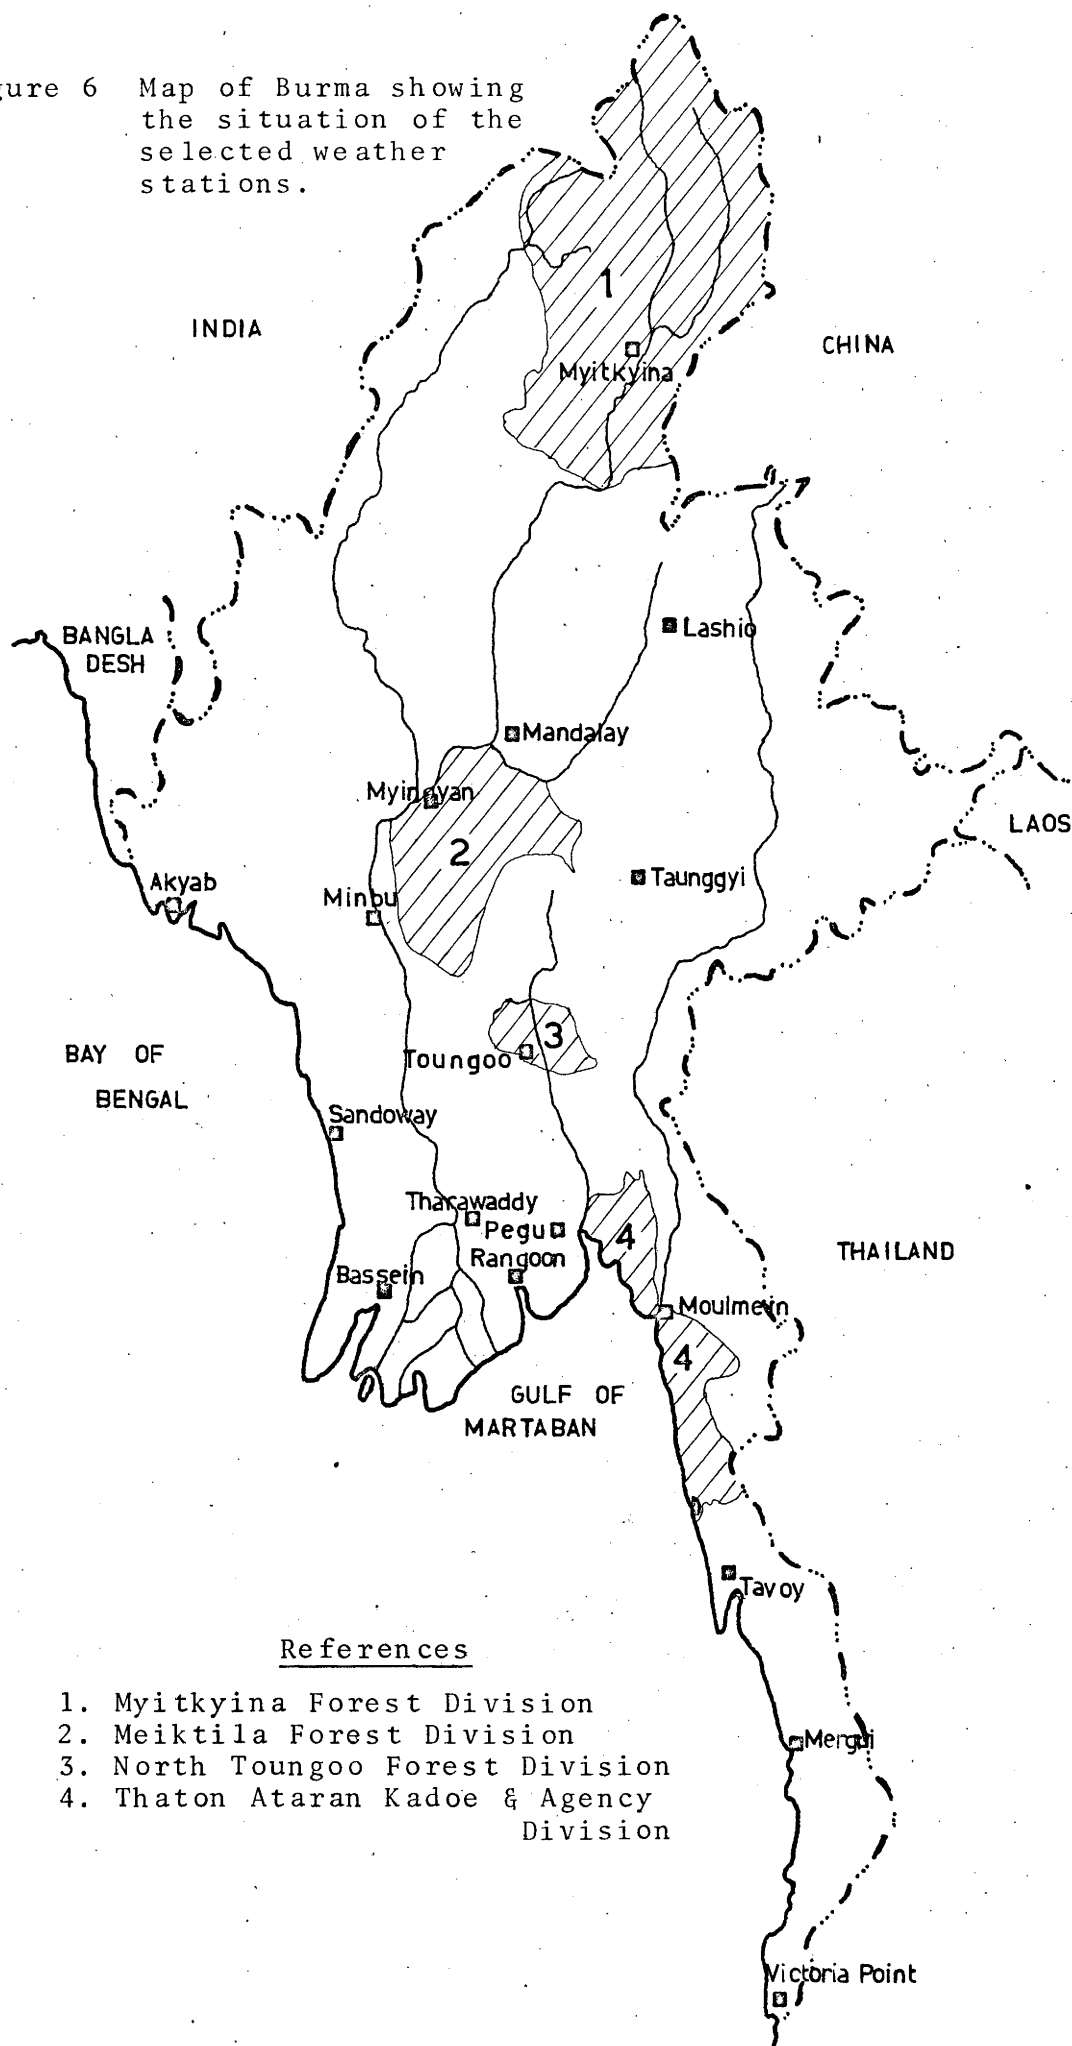 gure 6 Map of Burma showing
the situation of the
selected weather
stations.
INDIA
CHINA
1
Myitkyina
BANGLA
DESH
Lashio
Mandalay
Myingyan
2
LAOS
Akyab
Minbu
Taunggyi
3
Toungoo
BAY OF
BENGAL
Sandoway
Tharawaddy
Pegu
4
Rangoon
THAILAND
Bassein
Moulmein
4
GULF OF
MARTABAN
Tavoy
References
1. Myitkyina Forest Division
2. Meiktila Forest Division
3. North Toungoo Forest Division
4. Thaton Ataran Kadoe & Agency
Division
Mergui
Victoria Point